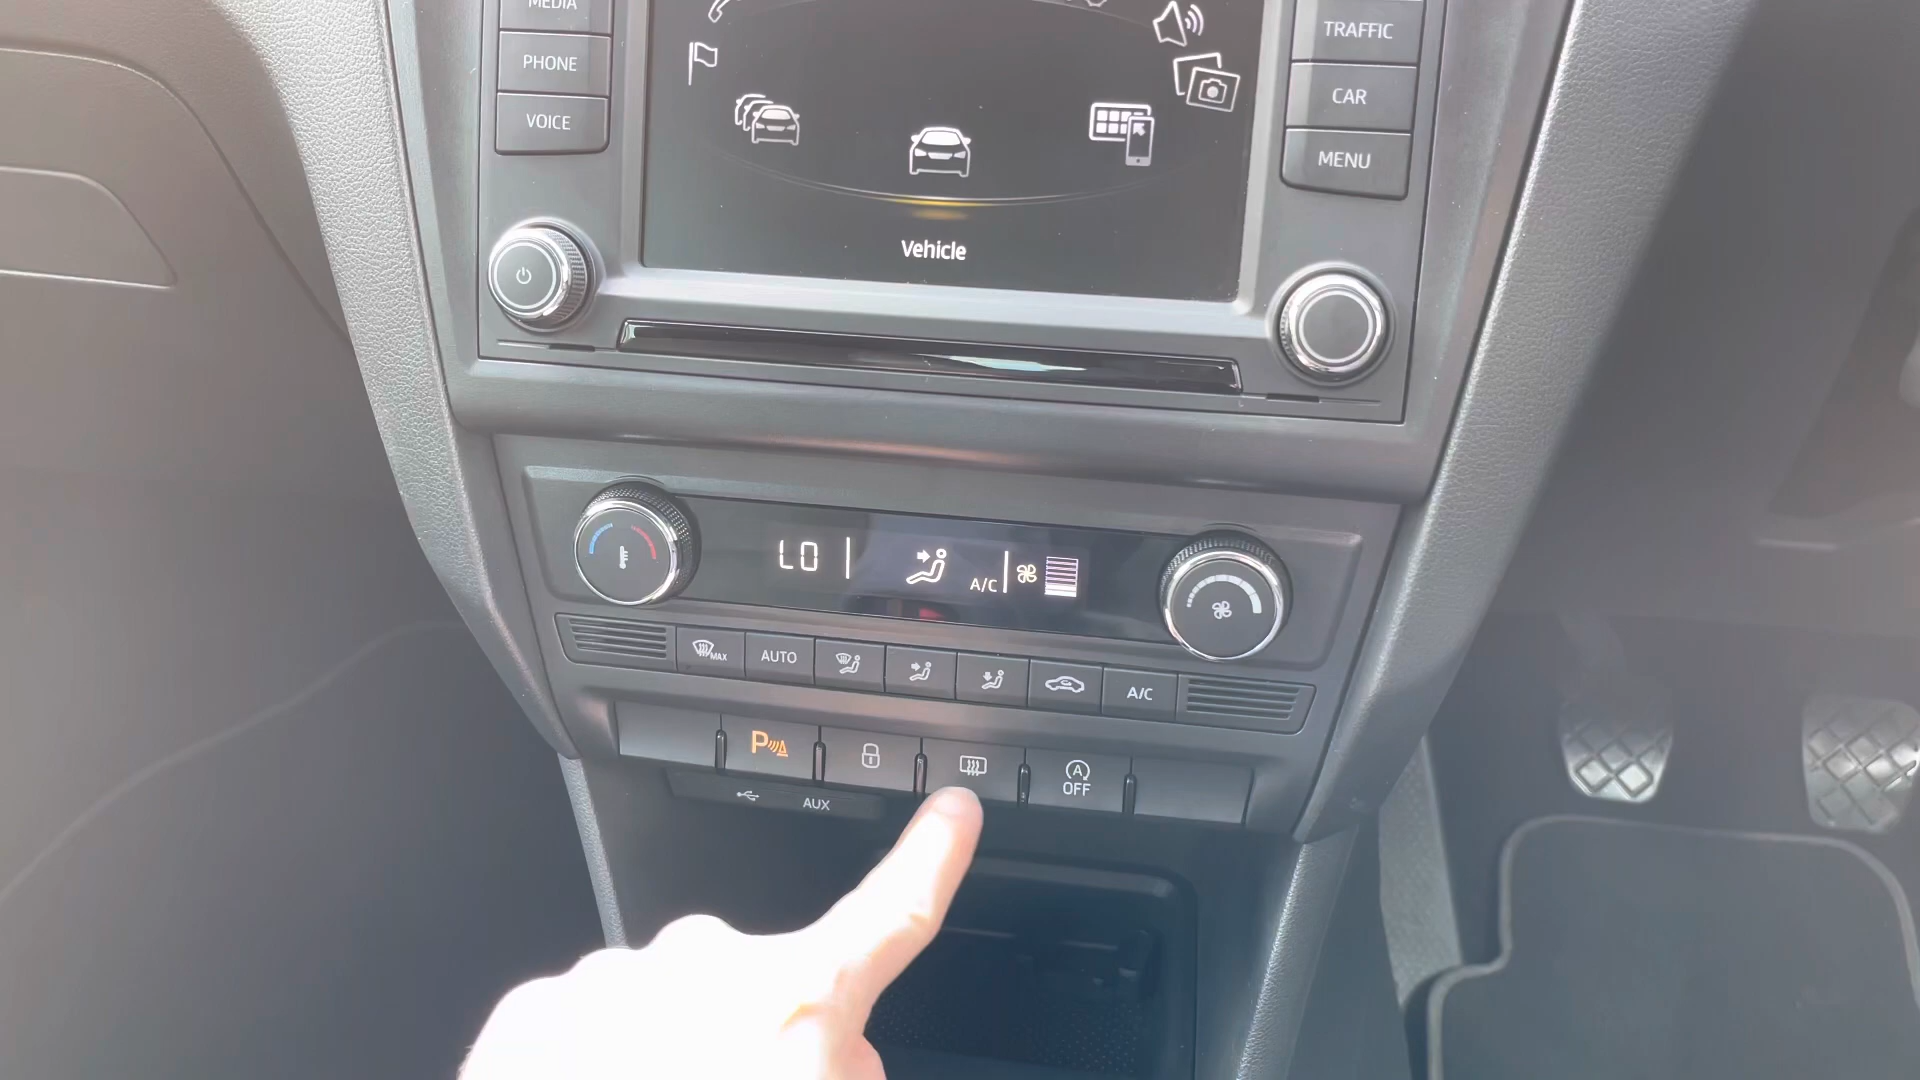 MEDIA
PHONE
VOICE
TRAFFIC
CAR
MENU
Vehicle
LO
A/C
MAX
AUTO
A/C
P
A
OFF
AUX